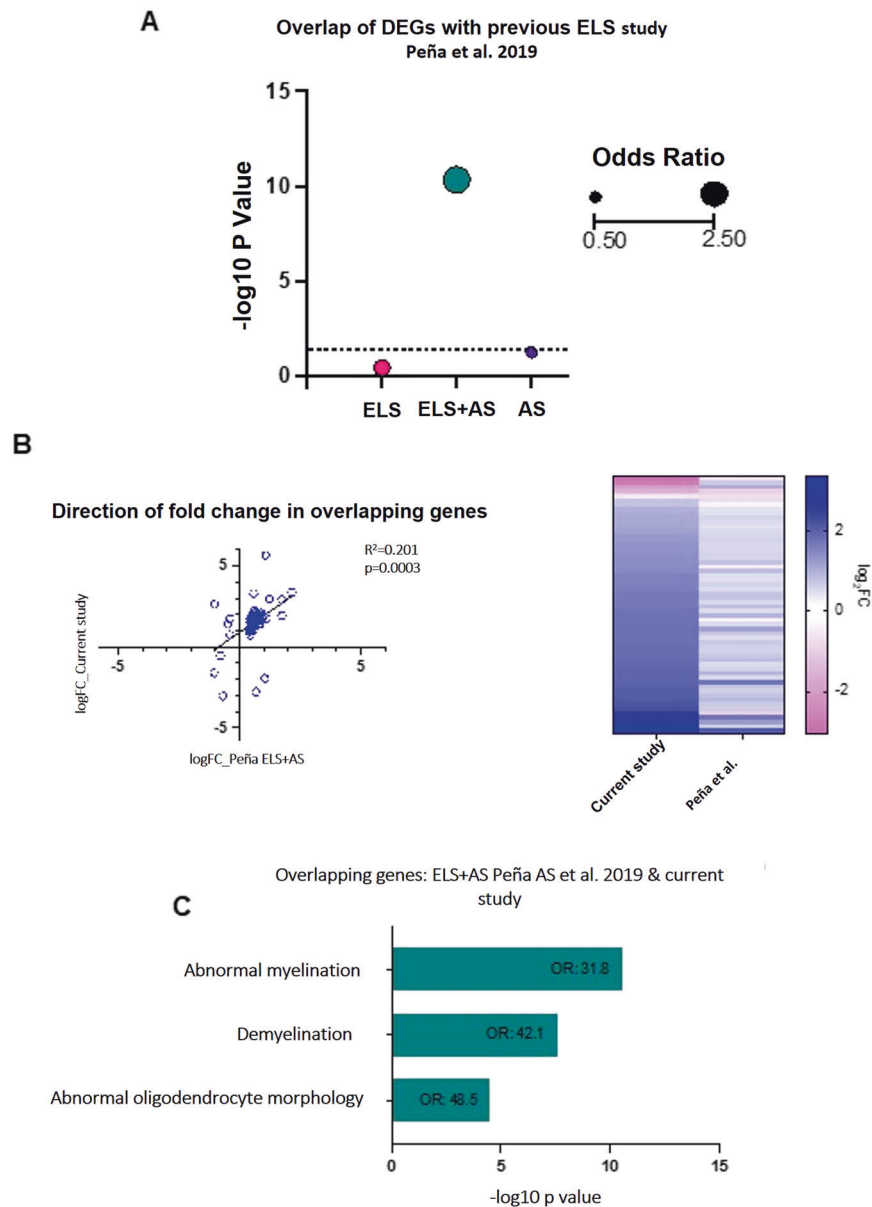 A
Overlap of DEGs with previous ELS study
Peña et al. 2019
15
10
5
0
-log10 P Value
ELS
ELS+AS
AS
Odds Ratio
0.50
2.50
B
Direction of fold change in overlapping genes
R²=0.201
p=0.0003
5
-5
5
-5
logFC_Current study
logFC_Peña ELS+AS
2
0
-2
log₂FC
Current study
Peña et al.
Overlapping genes: ELS+AS Peña AS et al. 2019 & current
study
C
Abnormal myelination
OR: 31.8
Demyelination
OR: 42.1
Abnormal oligodendrocyte morphology
OR: 48.5
0
5
10
15
-log10 p value